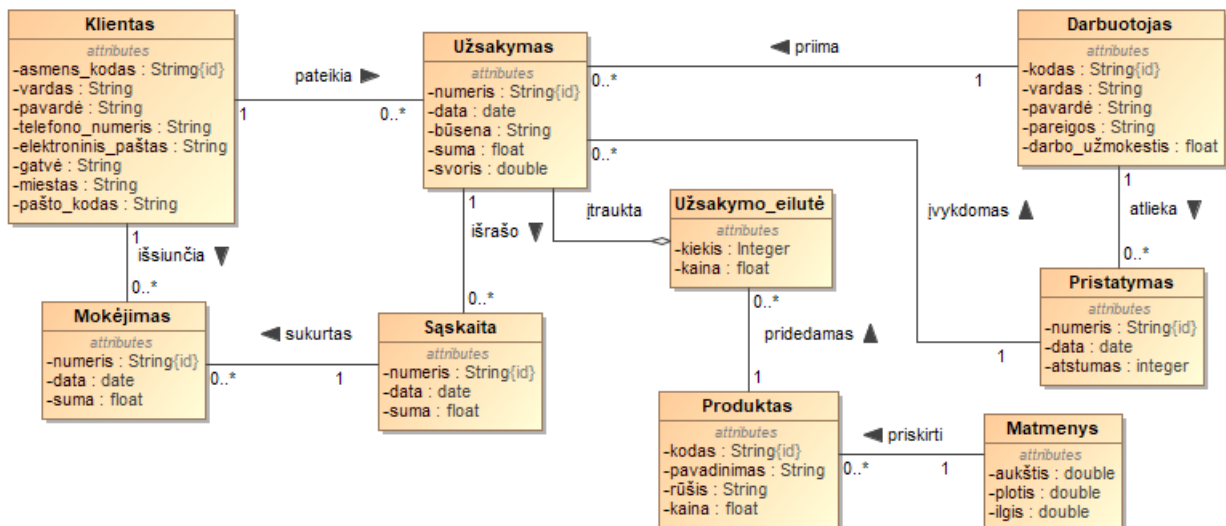 Klientas
attributes
-asmens_kodas : Strimg{id}
-vardas : String
-pavardė : String
-telefono_numeris : String
-elektroninis_paštas : String
-gatvė : String
-miestas : String
-pašto_kodas : String
pateikia
1
0..*
Užsakymas
attributes
-numeris : String{id}
-data : date
-būsena : String
-suma : float
-svoris : double
priima
0..*
1
Darbuotojas
attributes
-kodas : String{id}
-vardas : String
-pavardė : String
-pareigos : String
-darbo_užmokestis : float
0..*
1
išsiunčia
0..*
1
išrašo
0..*
įtraukta
Užsakymo_eilutė
attributes
-kiekis : Integer
-kaina : float
įvykdomas
1
1
atlieka
0..*
Mokėjimas
attributes
-numeris : String{id}
-data : date
-suma : float
sukurtas
0..*
1
Sąskaita
attributes
-numeris : String{id}
-data : date
-suma : float
0..*
pridedamas
1
Pristatymas
attributes
-numeris : String{id}
-data : date
-atstumas : integer
Produktas
attributes
-kodas : String{id}
-pavadinimas : String
-rūšis : String
-kaina : float
priskirti
0..*
1
Matmenys
attributes
-aukštis : double
-plotis : double
-ilgis : double